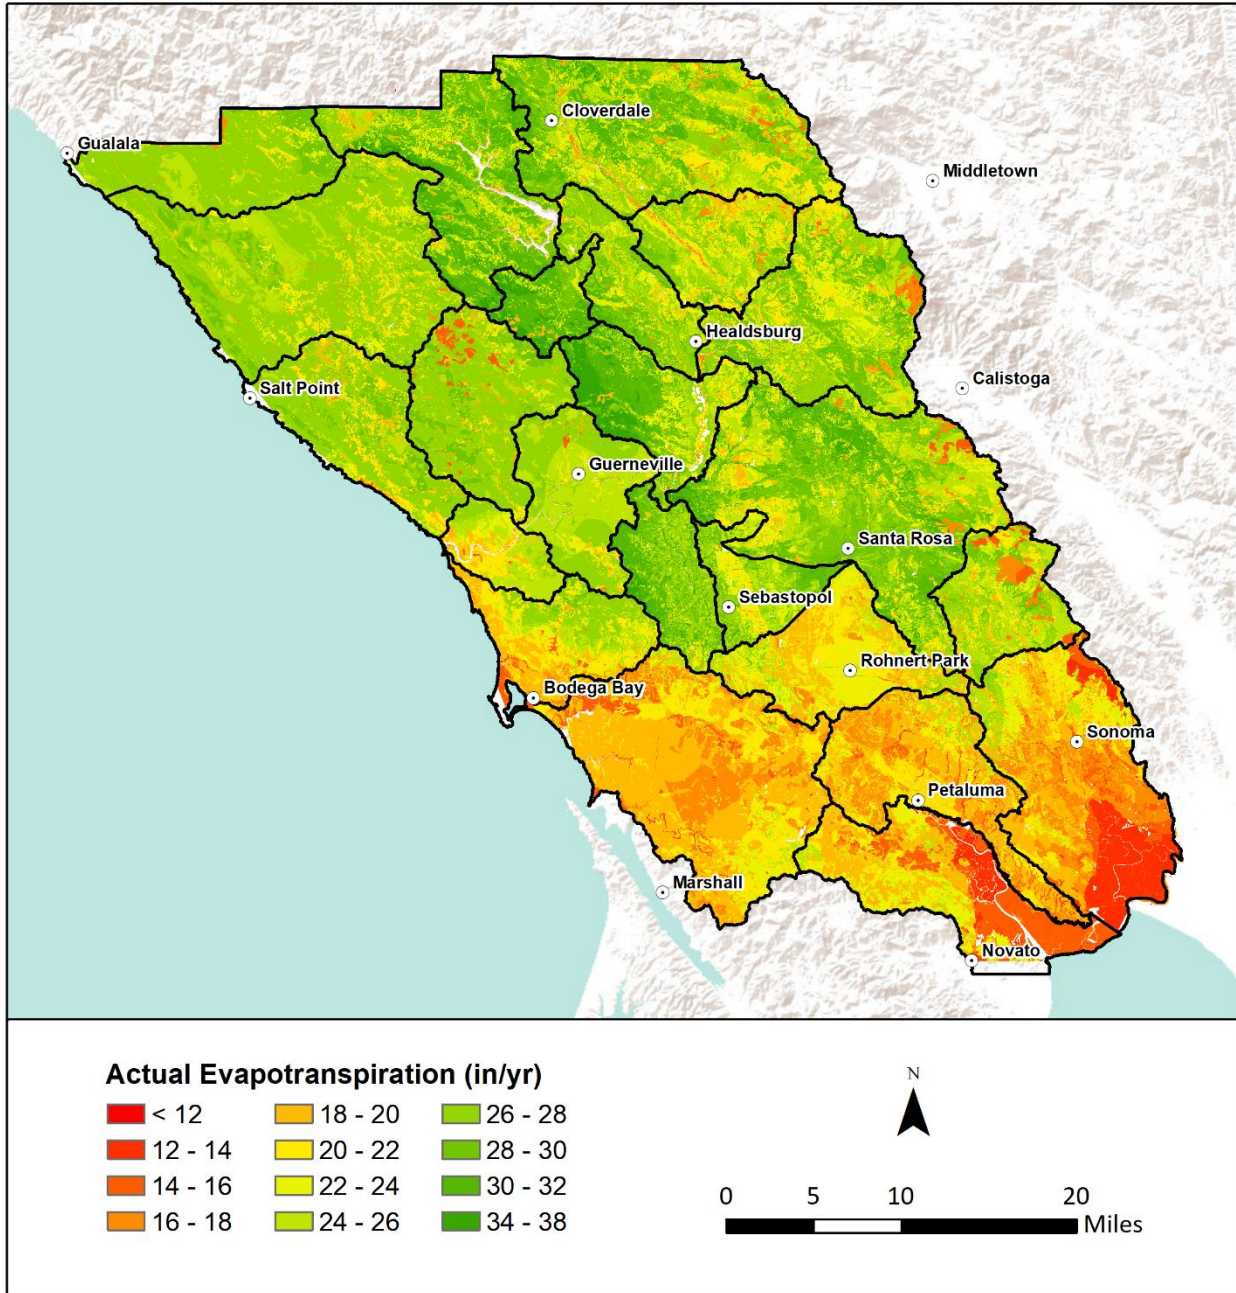 Cloverdale
Gualala
Middletown
Healdsburg
Calistoga
Salt Point
Guerneville
Santa Rosa
Sebastopol
Rohnert Park
Bodega Bay
Sonoma
Petaluma
Marshall
Novato
Actual Evapotranspiration (in/yr)
< 12
12 - 14
14 - 16
16 - 18
18 - 20
20 - 22
22 - 24
24 - 26
26 - 28
28 - 30
30 - 32
34 - 38
N
0 5 10 20
Miles